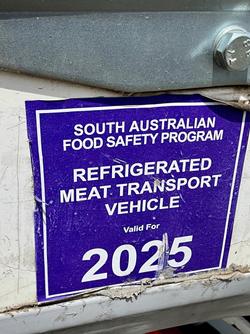 SOUTH AUSTRALIAN
FOOD SAFETY PROGRAM
REFRIGERATED
MEAT TRANSPORT
VEHICLE
Valid For
2025